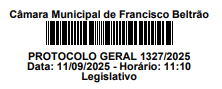 Câmara Municipal de Francisco Beltrão
PROTOCOLO GERAL 1327/2025
Data: 11/09/2025 - Horário: 11:10
Legislativo